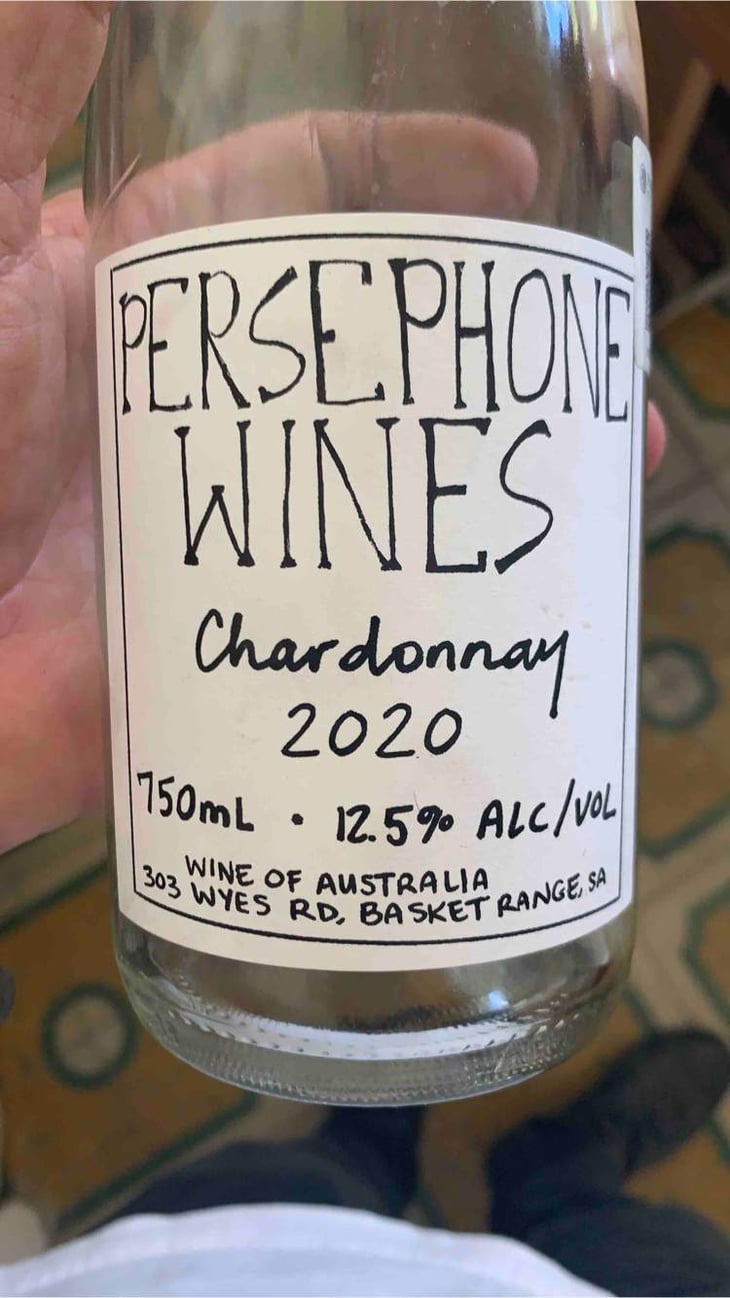 PERSEPHONE
WINES
Chardonnay
2020
750mL • 12.5% ALC/VOL
WINE OF AUSTRALIA
303 WYES RD, BASKET RANGE, SA